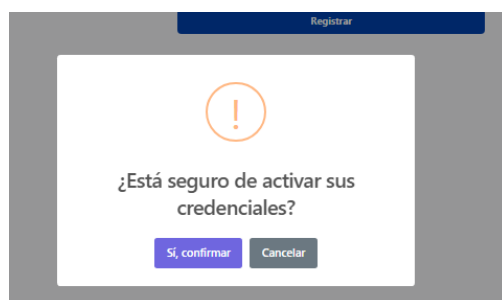 Registrar
!
¿Está seguro de activar sus
credenciales?
Sí, confirmar
Cancelar